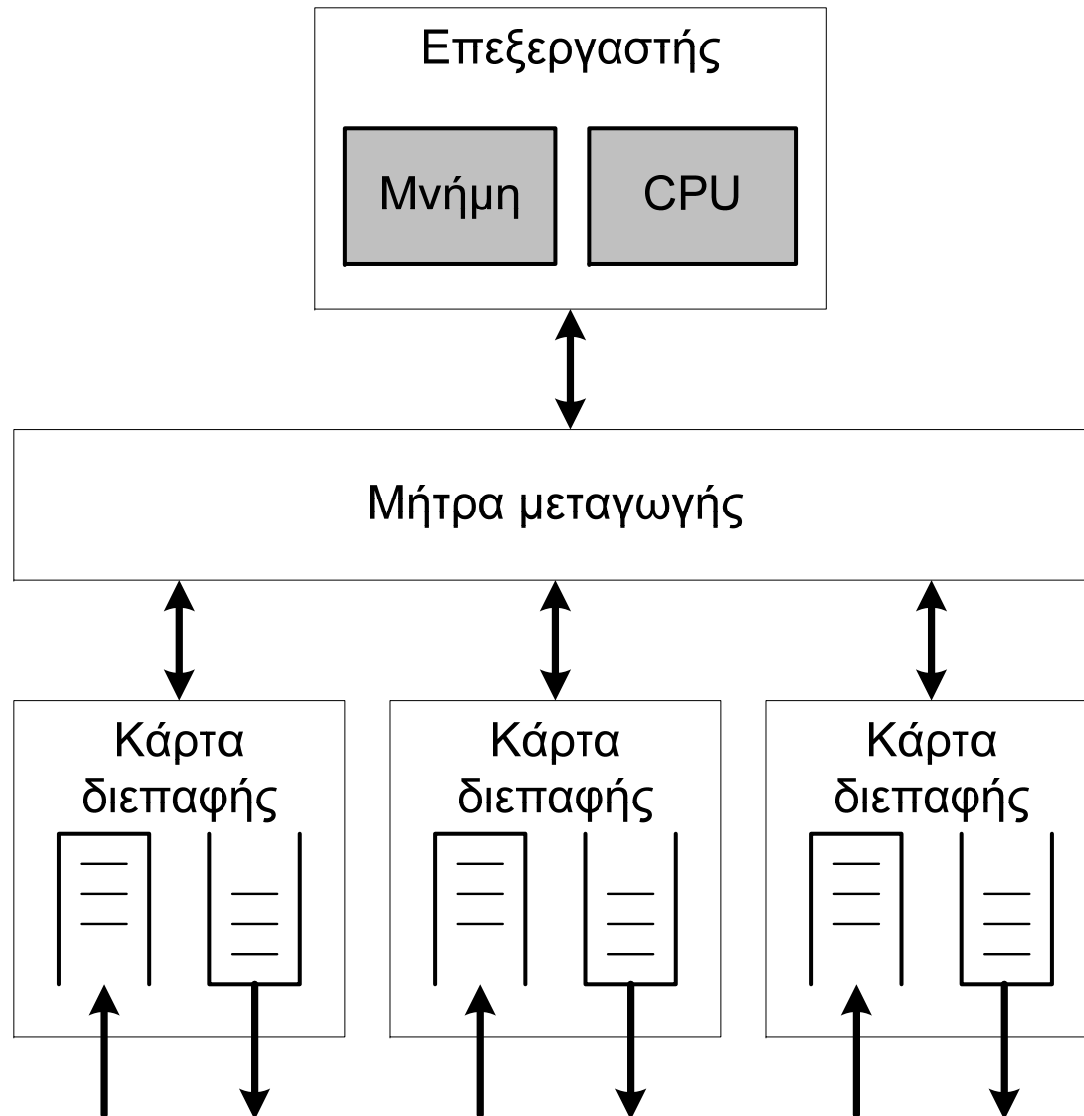 Επεξεργαστής
Μνήμη
CPU
Μήτρα μεταγωγής
Κάρτα
διεπαφής
Κάρτα
διεπαφής
Κάρτα
διεπαφής